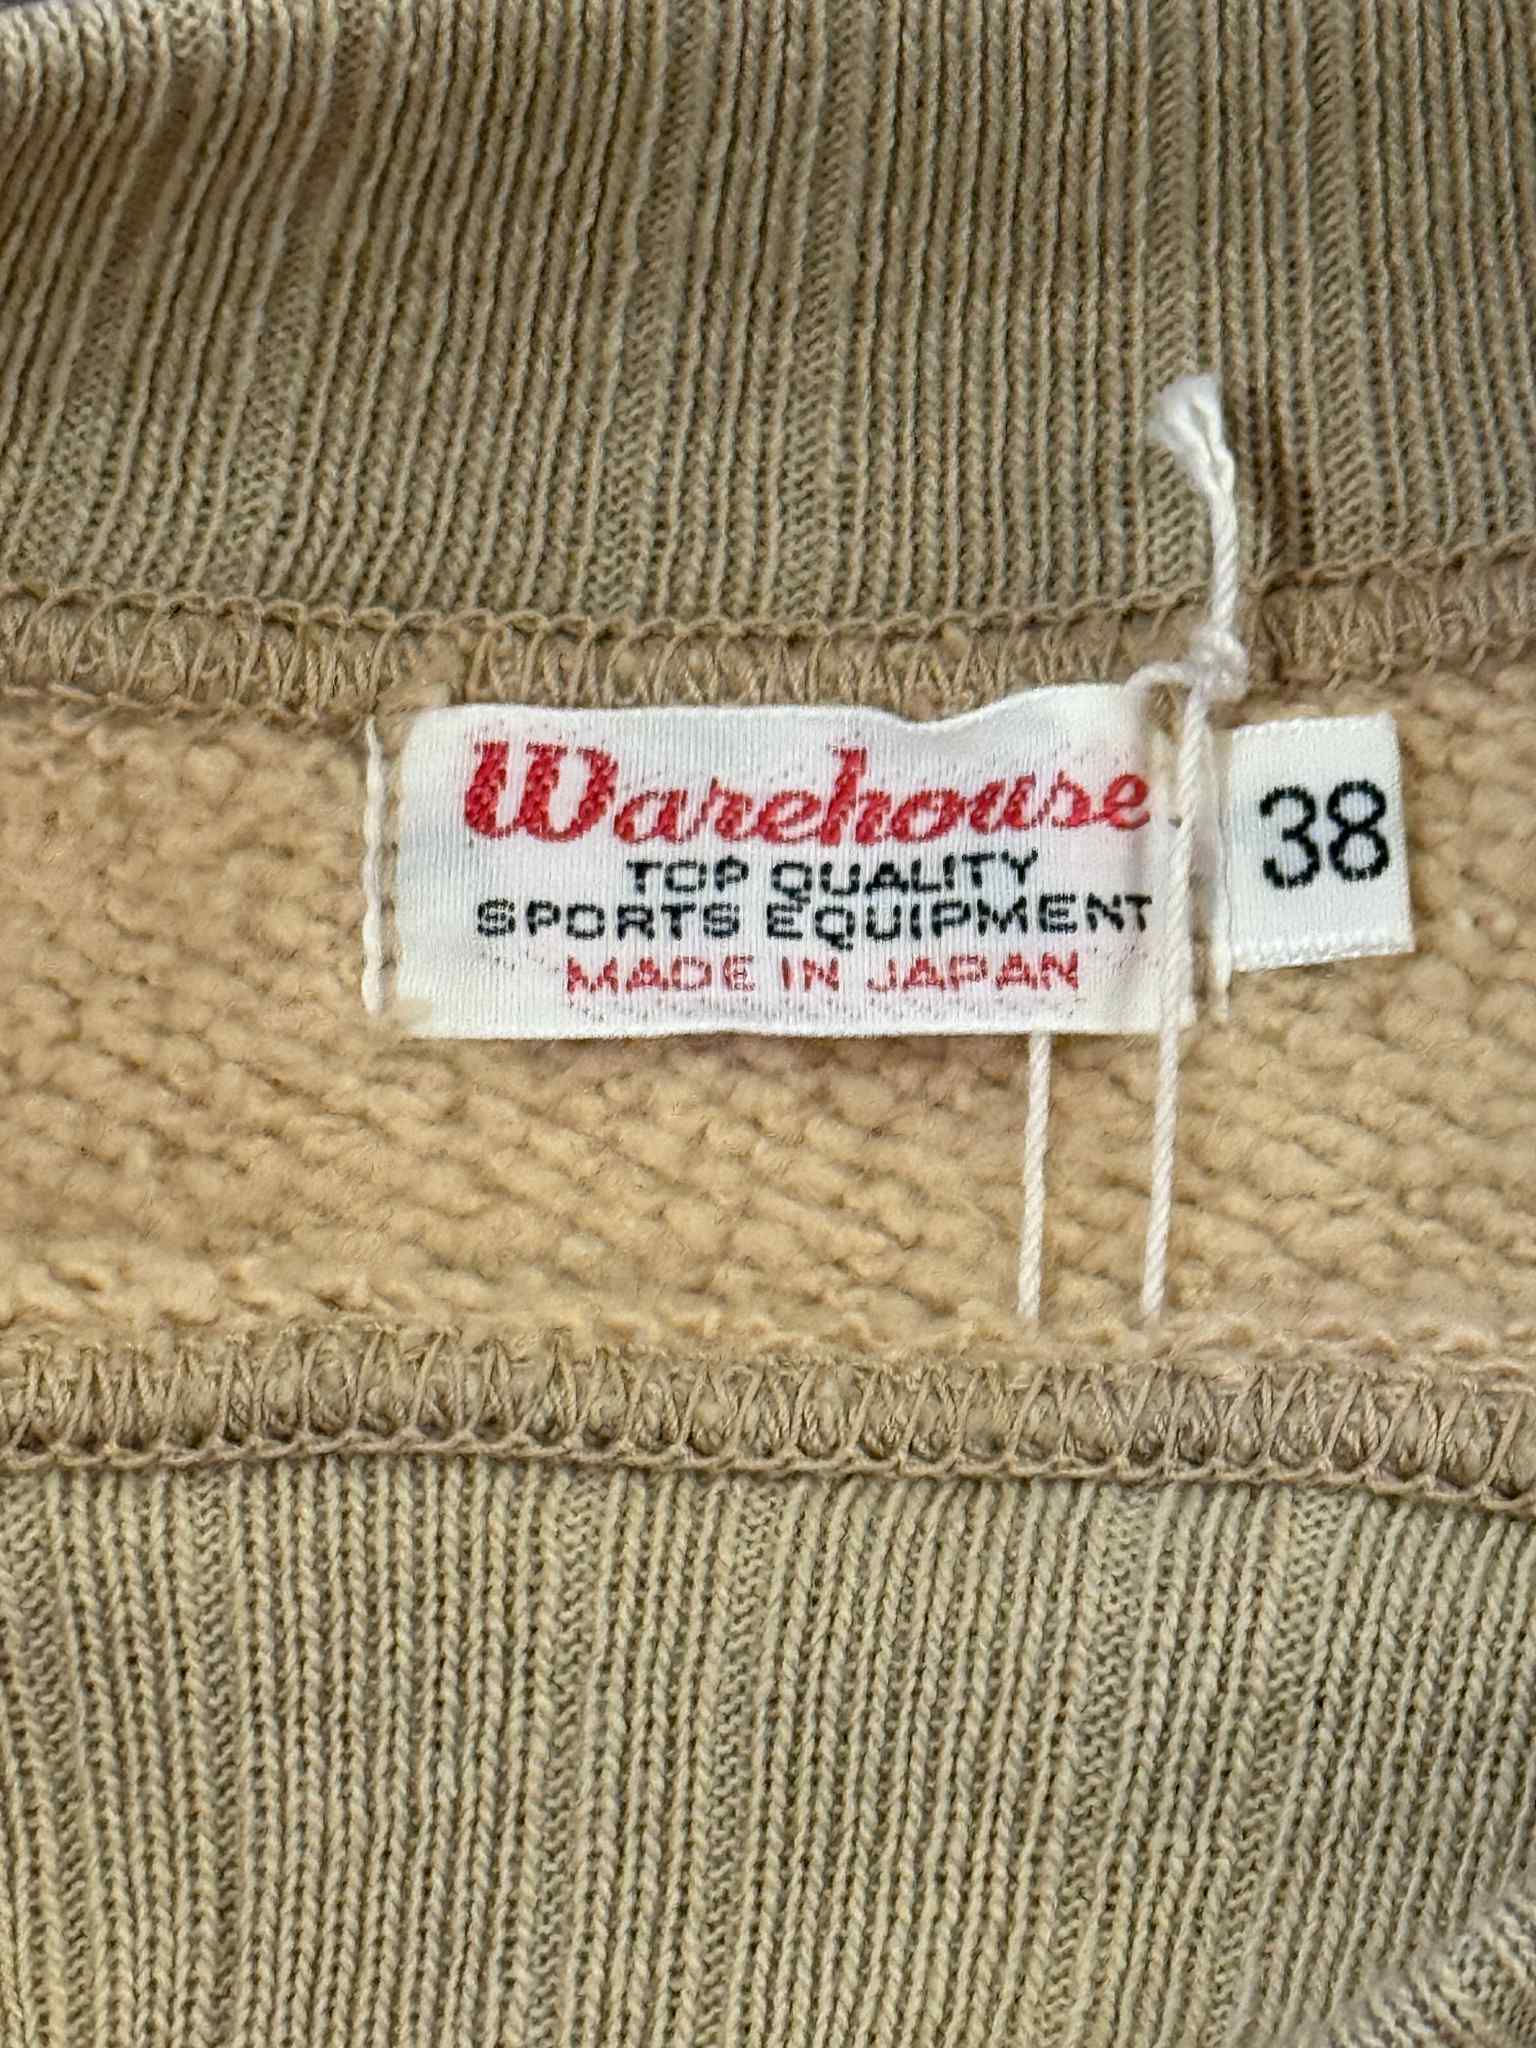 Warehouse
TOP QUALITY
SPORTS EQUIPMENT
MADE IN JAPAN
38